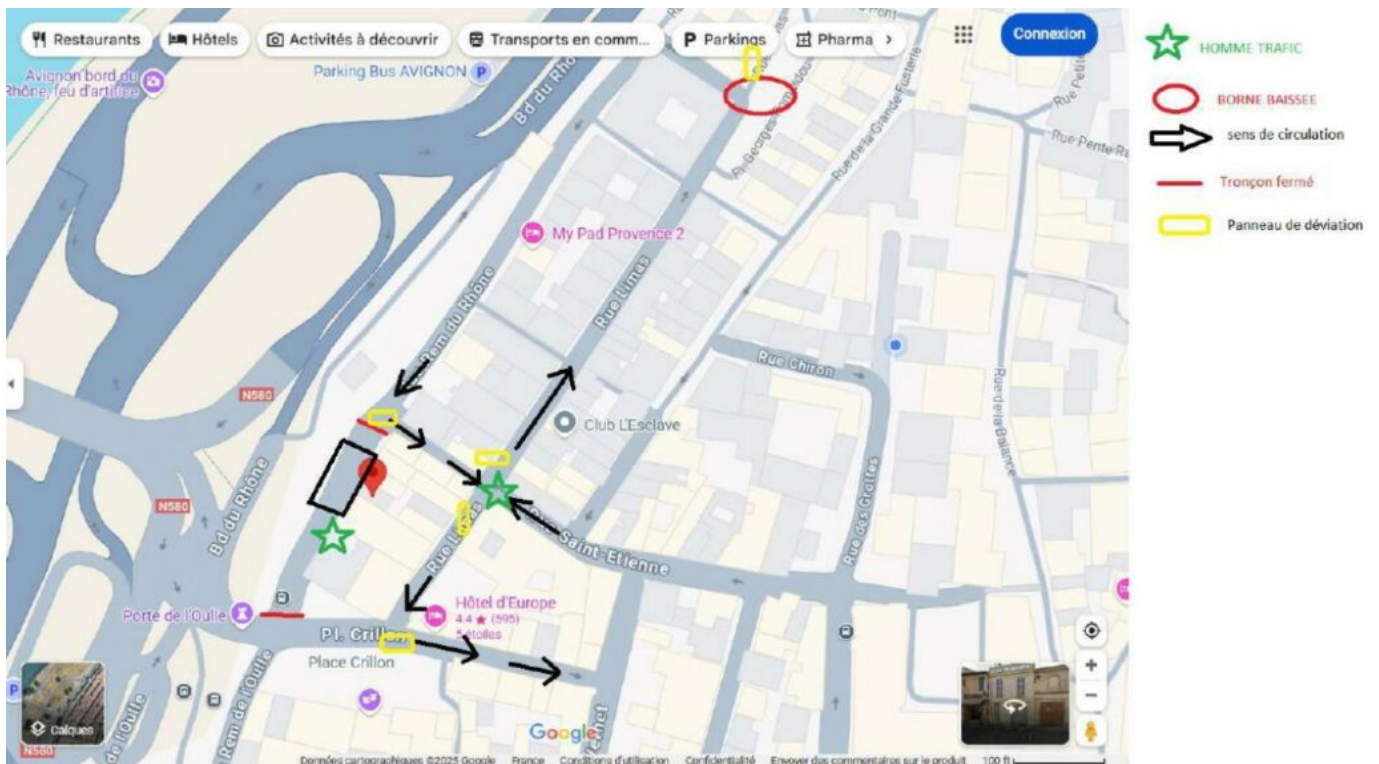 Restaurants
Hôtels
Activités à découvrir
Transports en comm...
Parkings
Pharma
Connexion
HOMME TRAFIC
BORNE BAISSEE
sens de circulation
Tronçon fermé
Panneau de déviation
Avignon bord du
Rhône, feu d'artifice
Parking Bus AVIGNON
P
Bd du Rhône
Rue de la Grande Fusterie
Rue Petite
Rue Pente Ra
My Pad Provence 2
Rem du Rhône
Rue Limas
Rue Chiron
Rue de la Balance
N580
Club L'Esclave
N580
Bd du Rhône
Rue Saint-Etienne
Rue des Grottes
Porte de l'Oulle
Hôtel d'Europe
4.4 ★ (595)
5 étoiles
Pl. Crillon
Place Crillon
Rem de l'Oulle
Calques
N580
Google
Données cartographiques ©2025 Google France Conditions d'utilisation Confidentialité Envoyer des commentaires sur le produit 100 ft